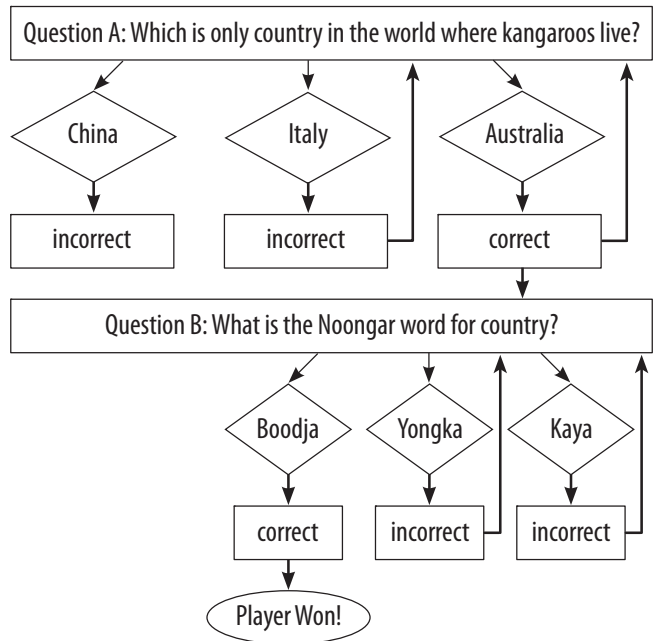 Question A: Which is only country in the world where kangaroos live?
China
Italy
Australia
incorrect
incorrect
correct
Question B: What is the Noongar word for country?
Boodja
Yongka
Kaya
correct
incorrect
incorrect
Player Won!